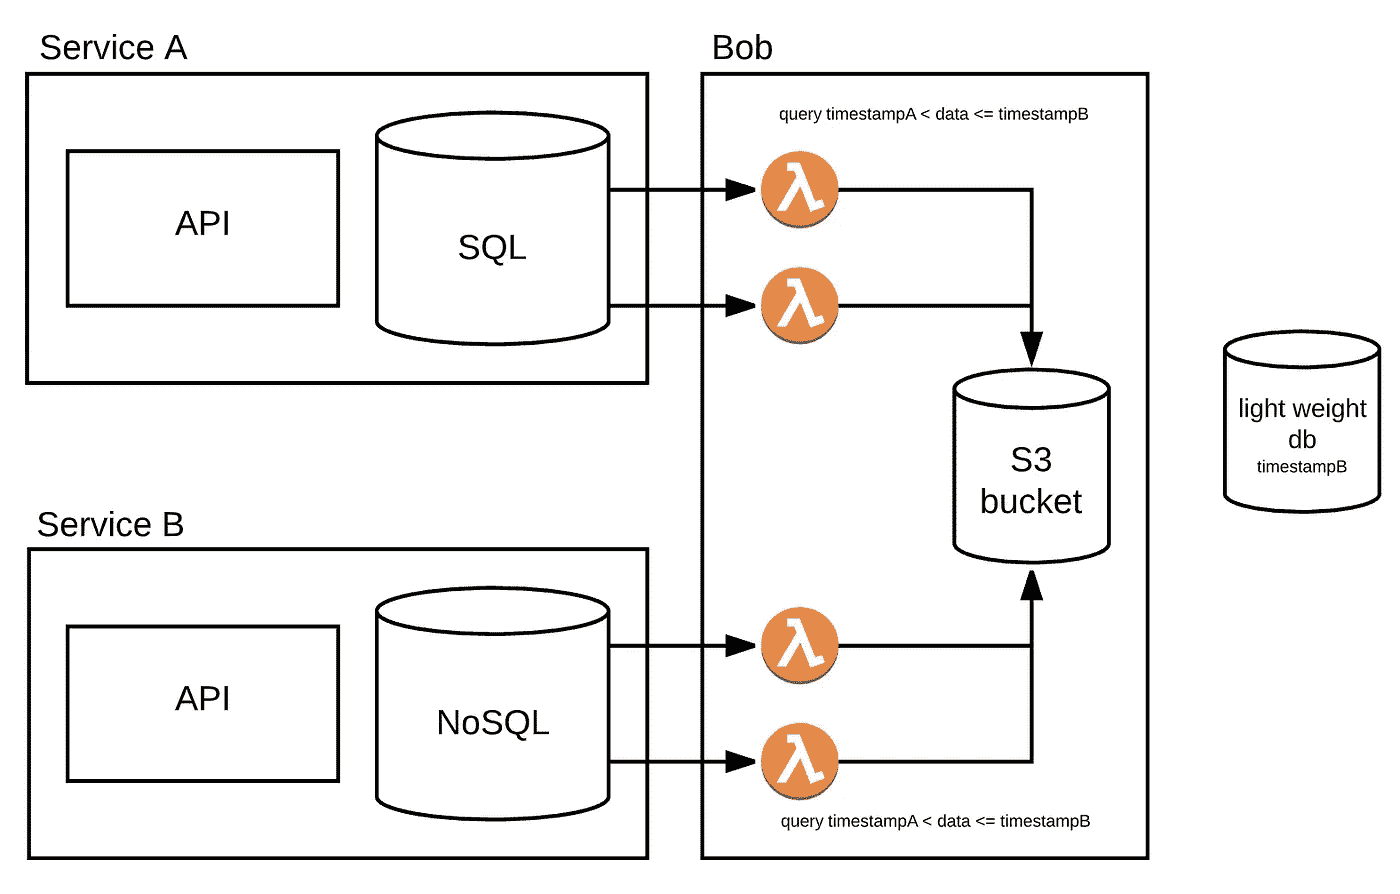 Service A
Bob
query timestampA < data <= timestampB
API
SQL
λ
λ
S3
bucket
light weight
db
timestampB
Service B
API
NoSQL
λ
λ
query timestampA < data <= timestampB